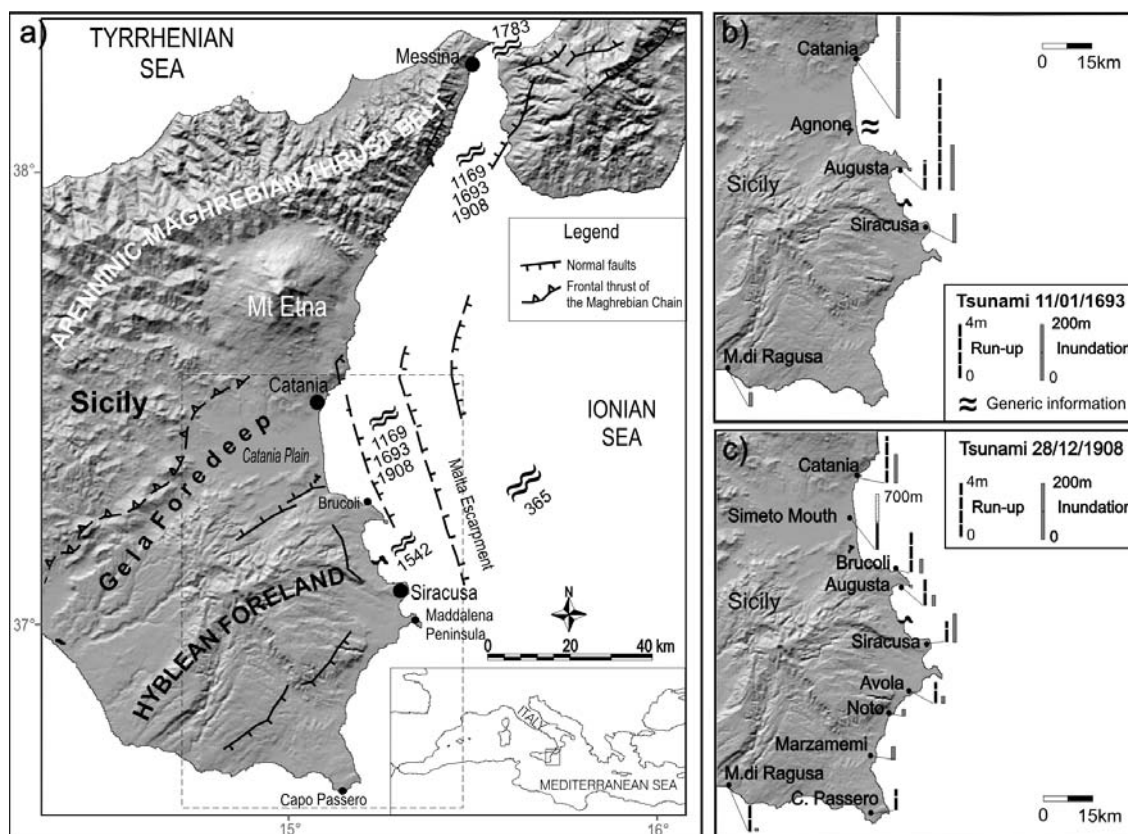 a)
TYRRHENIAN
SEA
1783
Messina
38°
APENNINIC-MAGHREBIAN THRUST BELT
1169
1693
1908
Legend
Normal faults
Frontal thrust of
the Maghrebian Chain
Mt Etna
Sicily
Catania
IONIAN
SEA
Gela Foredeep
Catania Plain
1169
1693
1908
Malta Escarpment
365
Brucoli
1542
HYBLEAN FORELAND
Siracusa
Maddalena
Peninsula
37°
N
0 20 40 km
ITALY
MEDITERRANEAN SEA
Capo Passero
15°
16°
b)
Catania
0 15km
Agnone
Augusta
Sicily
Siracusa
M.di Ragusa
Tsunami 11/01/1693
4m 200m
Run-up Inundation
0 0
Generic information
c)
Catania
Tsunami 28/12/1908
4m 200m
Run-up Inundation
0 0
700m
Simeto Mouth
Brucoli
Augusta
Sicily
Siracusa
Avola
Noto
Marzamemi
M.di Ragusa
C. Passero
0 15km